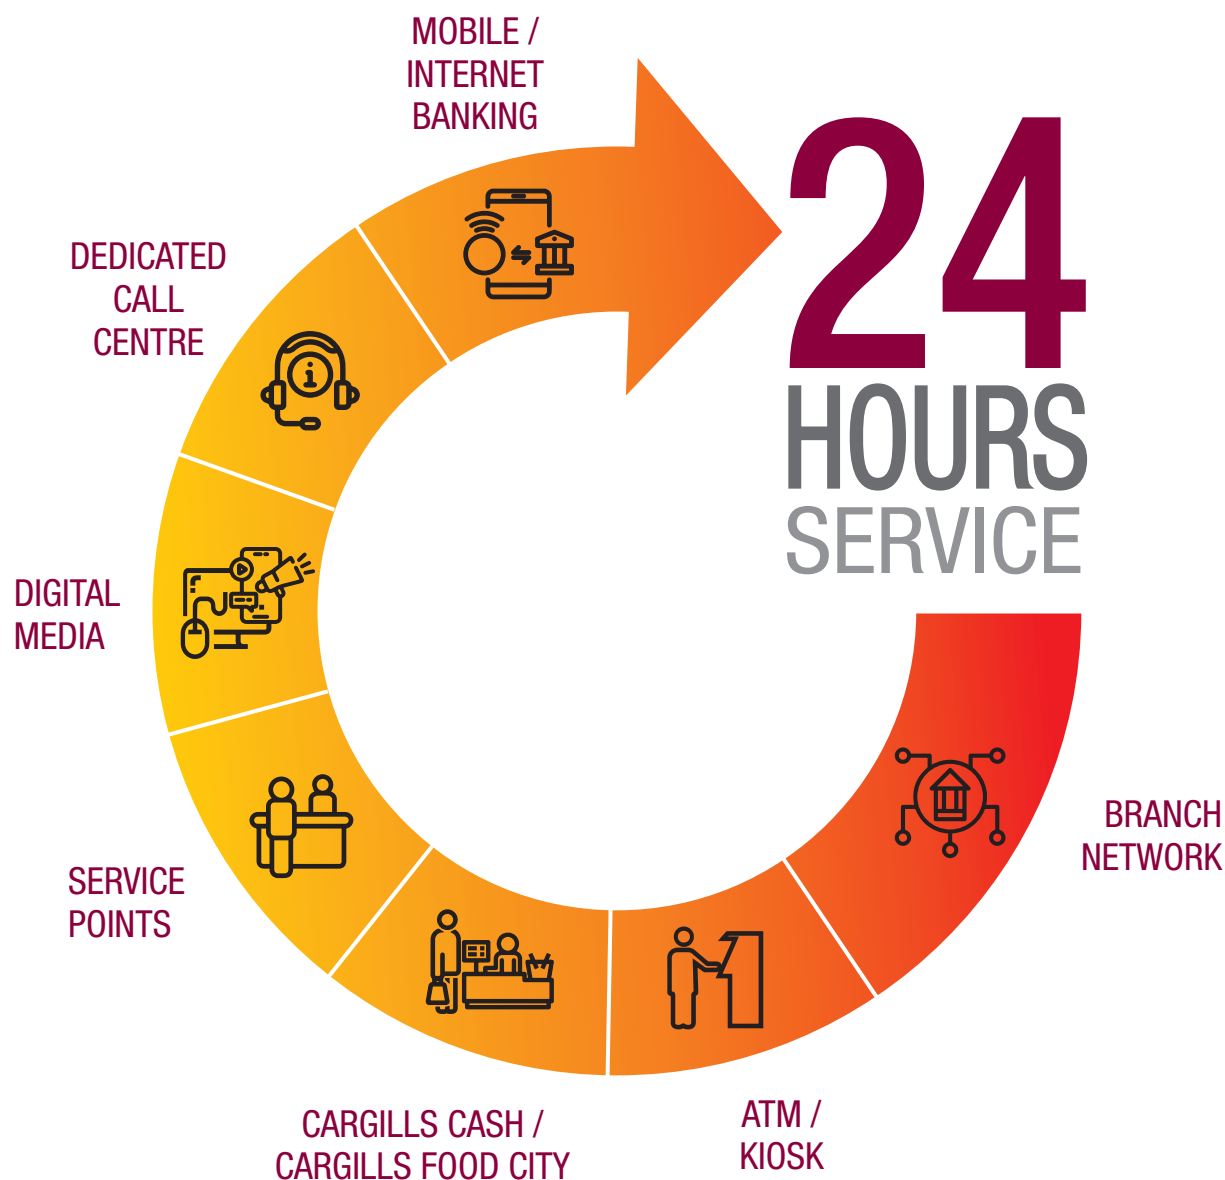 MOBILE /
INTERNET
BANKING
24
HOURS
SERVICE
DEDICATED
CALL
CENTRE
DIGITAL
MEDIA
SERVICE
POINTS
CARGILLS CASH /
CARGILLS FOOD CITY
ATM /
KIOSK
BRANCH
NETWORK